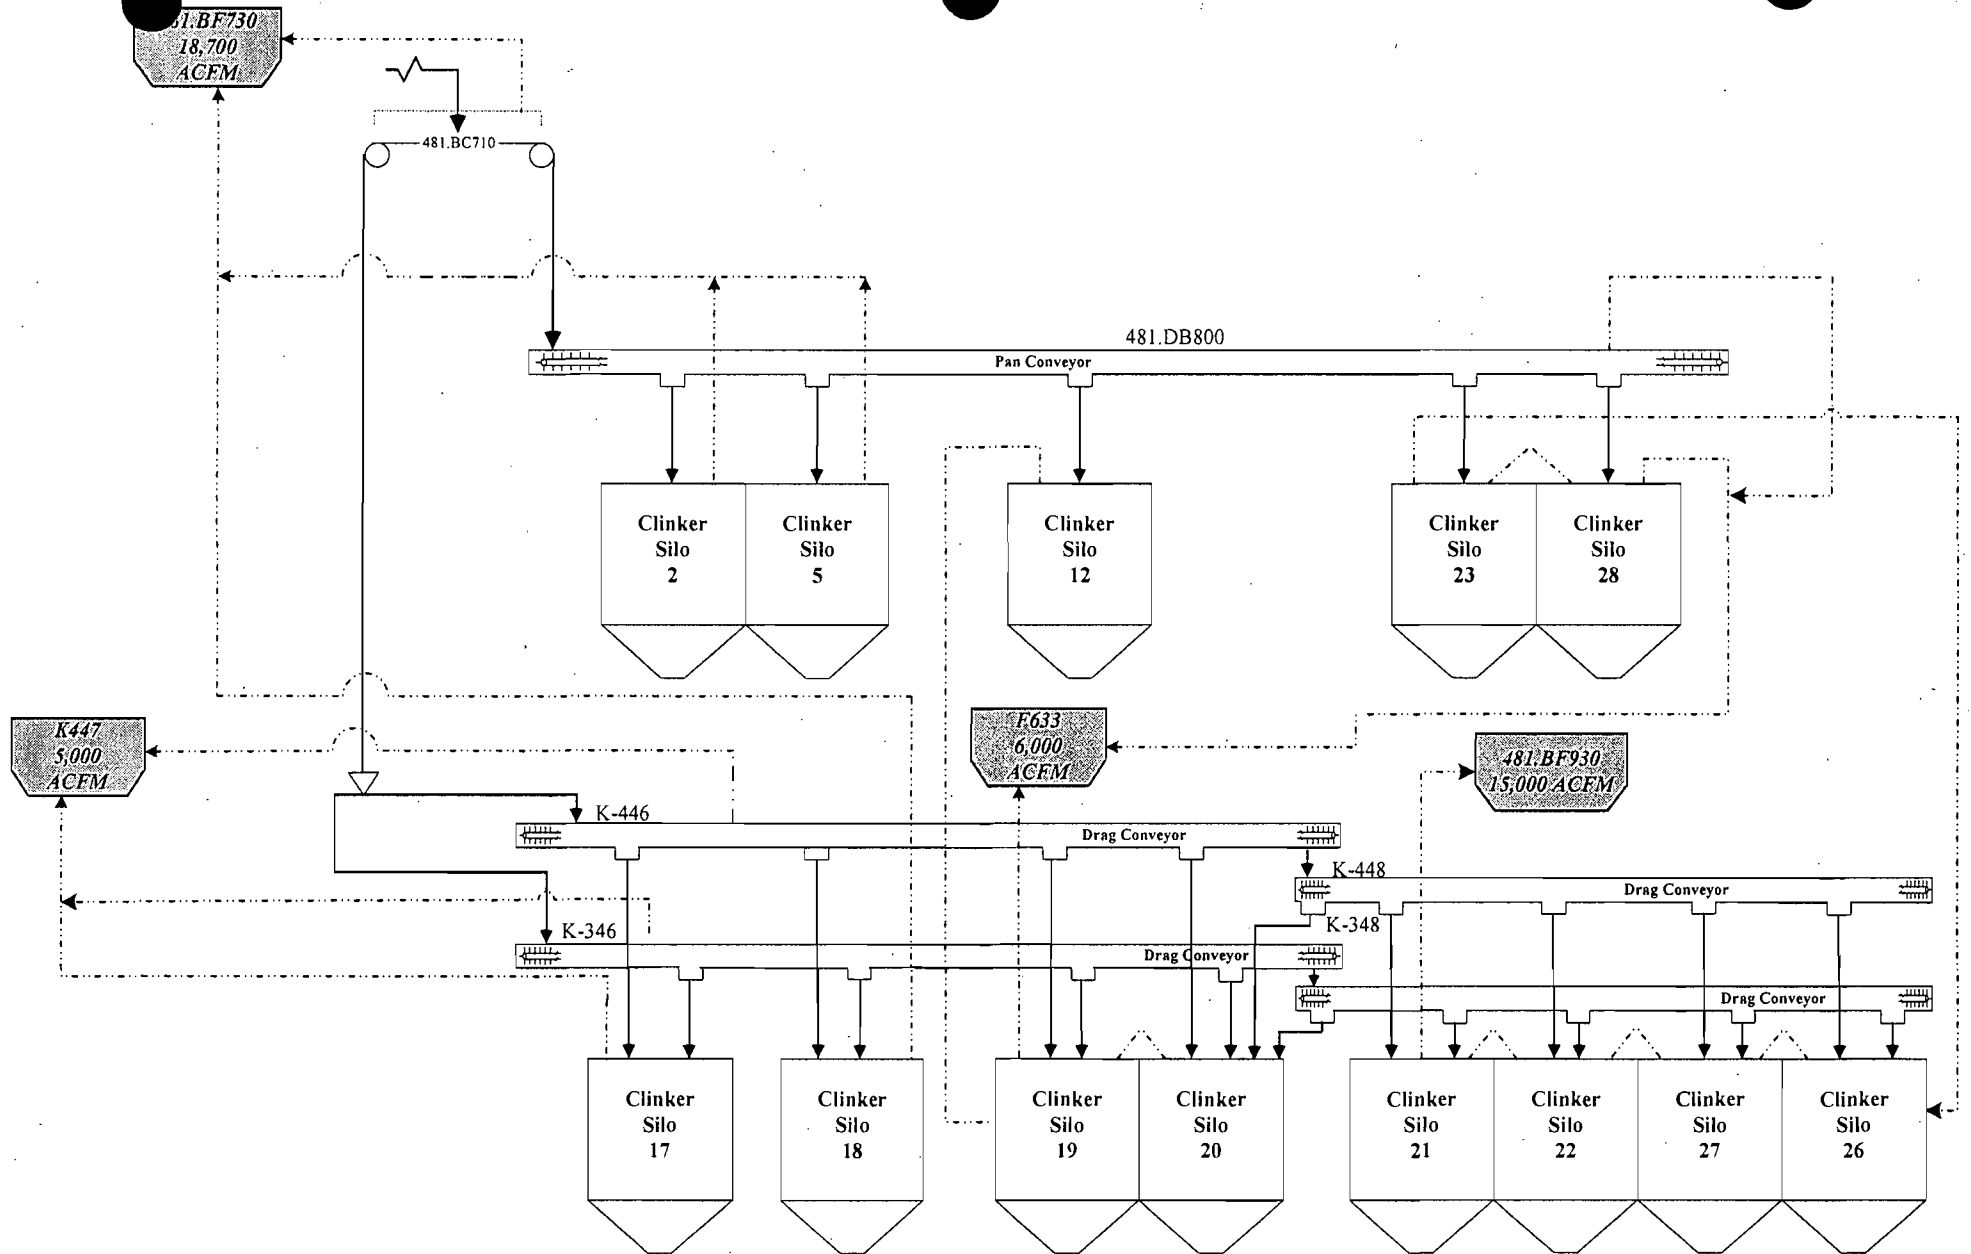 81.BF730
18,700
ACFM
481.BC710
481.DB800
Pan Conveyor
Clinker
Silo
2
Clinker
Silo
5
Clinker
Silo
12
Clinker
Silo
23
Clinker
Silo
28
K447
5,000
ACFM
F633
6,000
ACFM
481.BF930
15,000 ACFM
K-446
Drag Conveyor
K-448
Drag Conveyor
K-348
K-346
Drag Conveyor
Drag Conveyor
Clinker
Silo
17
Clinker
Silo
18
Clinker
Silo
19
Clinker
Silo
20
Clinker
Silo
21
Clinker
Silo
22
Clinker
Silo
27
Clinker
Silo
26